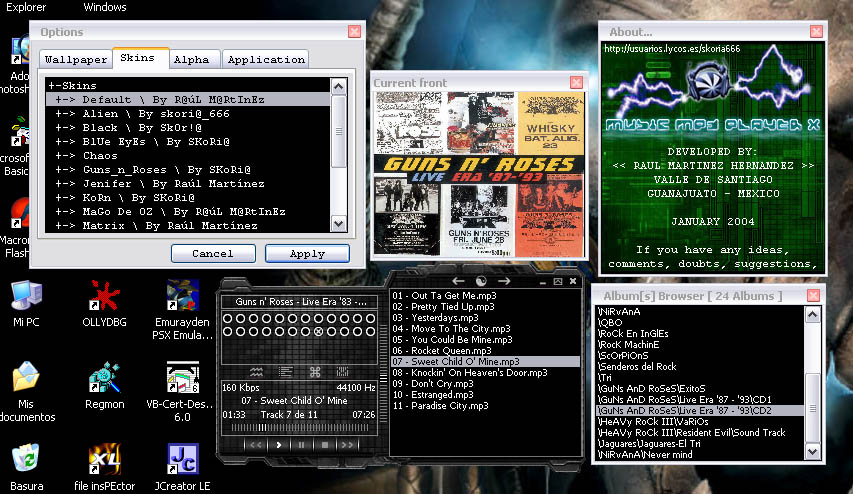 Explorer
Windows
Options
Wallpaper
Skins
Alpha
Application
+-Skins
+-> Default \ By R@úL M@RtInEz
+-> Alien \ By skori@_666
+-> Black \ By SkOr!@
+-> BlUe EyEs \ By SKoRi@
+-> Chaos
+-> Guns_n_Roses \ By SKoRi@
+-> Jenifer \ By Raúl Martínez
+-> KoRn \ By SKoRi@
+-> MaGo De OZ \ By R@úL M@RtInEz
+-> Matrix \ By Raúl Martínez
Cancel
Apply
Current front
WHISKY
SAT. AUG.
23
GUNS N' ROSES
LIVE ERA '87-'93
GUNS N' ROSES
FRI. JUNE 28
About...
http://usuarios.lycos.es/skoria666
MUSIC MP3 PLAYER X
DEVELOPED BY:
<< RAUL MARTINEZ HERNANDEZ >>
VALLE DE SANTIAGO
GUANAJUATO - MEXICO
JANUARY 2004
If you have any ideas,
comments, doubts, suggestions,
Mi PC
OLLYDBG
Emurayden
PSX Emula...
Mis
documentos
Regmon
VB-Cert-Des...
6.0
Basura
file insPEctor
JCreator LE
Guns n' Roses - Live Era '83 -...
160 Kbps
44100 Hz
07 - Sweet Child O' Mine
01:33
Track 7 de 11
07:26
01 - Out Ta Get Me.mp3
02 - Pretty Tied Up.mp3
03 - Yesterdays.mp3
04 - Move To The City.mp3
05 - You Could Be Mine.mp3
06 - Rocket Queen.mp3
07 - Sweet Child O' Mine.mp3
08 - Knockin' On Heaven's Door.mp3
09 - Don't Cry.mp3
10 - Estranged.mp3
11 - Paradise City.mp3
Album[s] Browser [ 24 Albums ]
\NiRvAnA
\QBO
\RoCk En InGlEs
\RocK MachinE
\ScOrPiOnS
\Senderos del Rock
\Tri
\GuNs AnD RoSeS\ExitoS
\GuNs AnD RoSeS\Live Era '87 - '93\CD1
\GuNs AnD RoSeS\Live Era '87 - '93\CD2
\HeAVy RoCK III\VaRiOs
\HeAVy RoCK III\Resident Evil\Sound Track
\Jaguares\Jaguares-El Tri
\NiRvAnA\Never mind